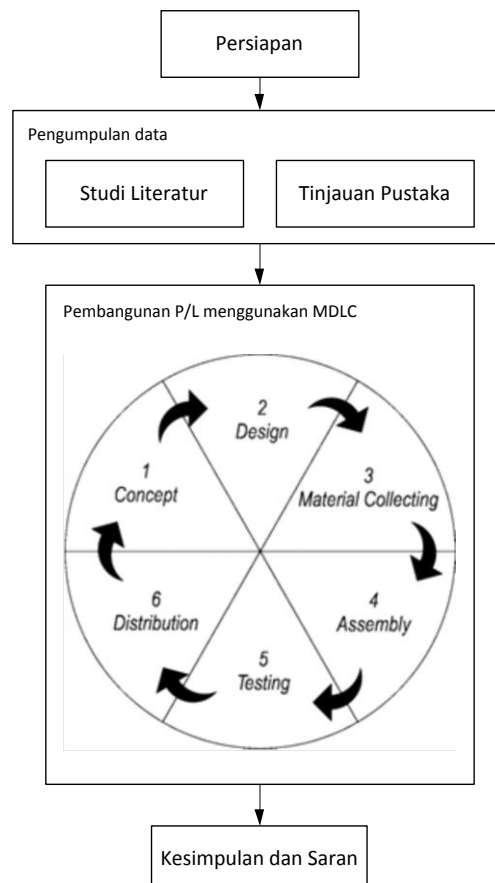 Persiapan
Pengumpulan data
Studi Literatur
Tinjauan Pustaka
Pembangunan P/L menggunakan MDLC
1
Concept
2
Design
3
Material Collecting
4
Assembly
5
Testing
6
Distribution
Kesimpulan dan Saran